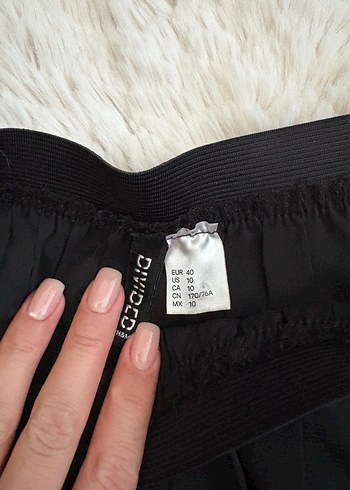 DIVIDED
H&M
EUR 40
US 10
CA 10
CN 170/76A
MX 10